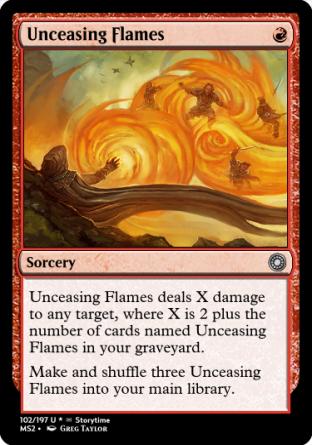 Unceasing Flames
Sorcery
Unceasing Flames deals X damage
to any target, where X is 2 plus the
number of cards named Unceasing
Flames in your graveyard.
Make and shuffle three Unceasing
Flames into your main library.
102/197 U * ∞ Storytime
MS2 • Greg Taylor